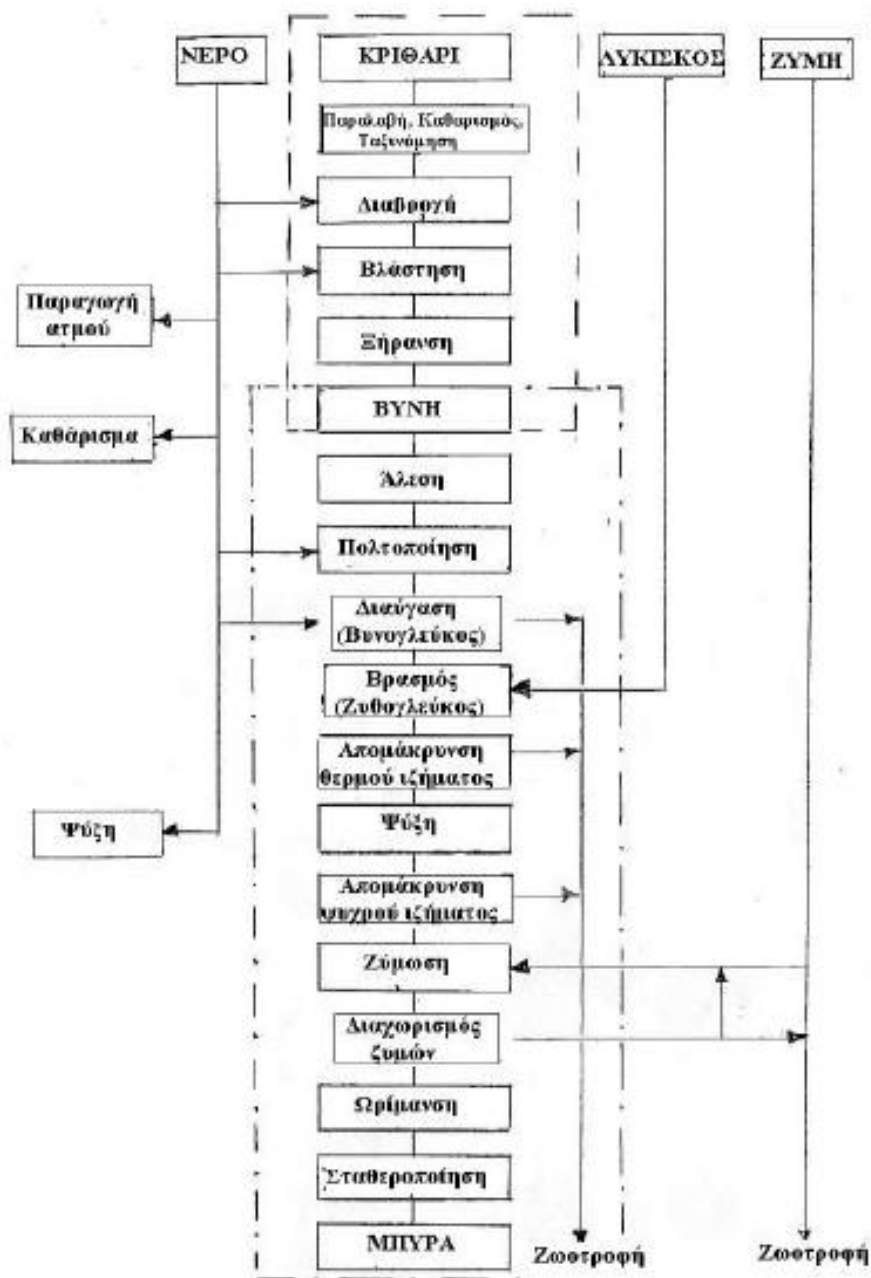 ΝΕΡΟ
ΚΡΙΘΑΡΙ
ΛΥΚΙΣΚΟΣ
ΖΥΜΗ
Παραλαβή, Καθαρισμός,
Ταξινόμηση
Διαβροχή
Βλάστηση
Παραγωγή
ατμού
Ξήρανση
ΒΥΝΗ
Καθάρισμα
Άλεση
Πολτοποίηση
Διαύγαση
(Βυνογλεύκος)
Βρασμός
(Ζυθογλεύκος)
Απομάκρυνση
θερμού ιζήματος
Ψύξη
Ψύξη
Απομάκρυνση
ψυχρού ιζήματος
Ζύμωση
Διαχωρισμός
ζυμών
Ωρίμανση
Σταθεροποίηση
ΜΠΥΡΑ
Ζωοτροφή
Ζωοτροφή